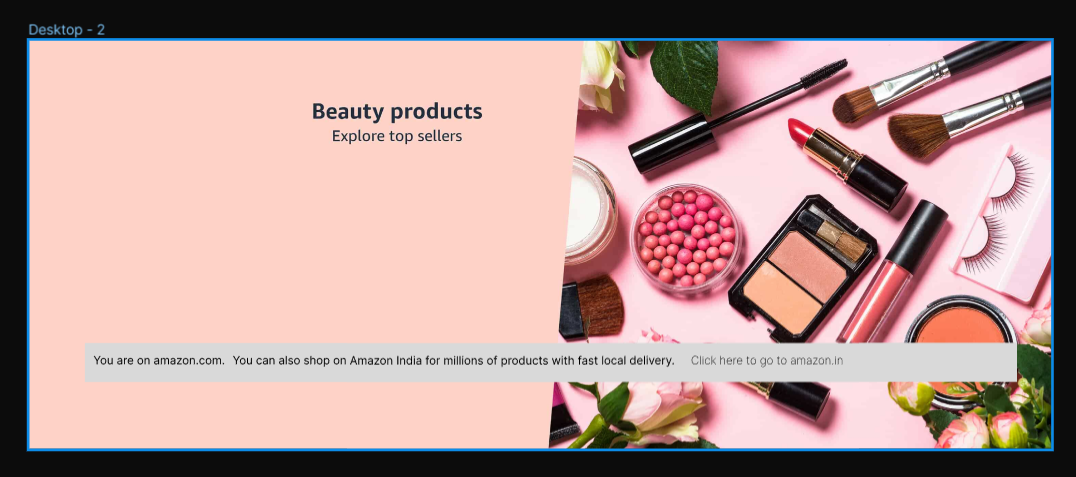 Desktop - 2
Beauty products
Explore top sellers
You are on amazon.com. You can also shop on Amazon India for millions of products with fast local delivery. Click here to go to amazon.in